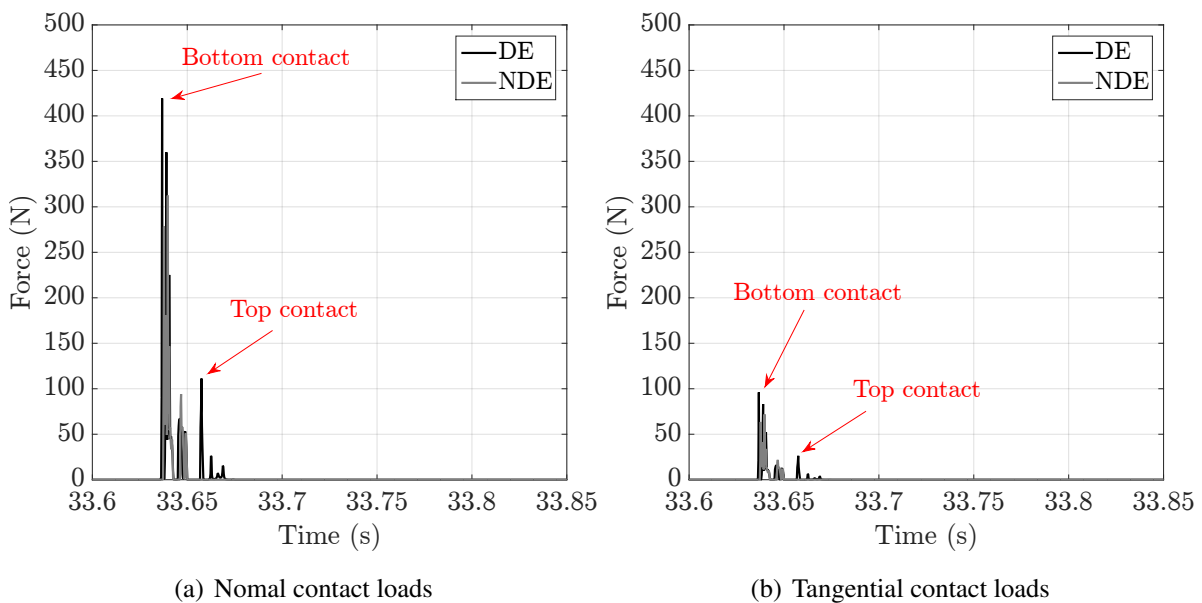 500
450
400
350
300
250
200
150
100
50
0
Force (N)
Bottom contact
Top contact
DE
NDE
33.6 33.65 33.7 33.75 33.8 33.85
Time (s)
(a) Nomal contact loads
500
450
400
350
300
250
200
150
100
50
0
Force (N)
Bottom contact
Top contact
DE
NDE
33.6 33.65 33.7 33.75 33.8 33.85
Time (s)
(b) Tangential contact loads